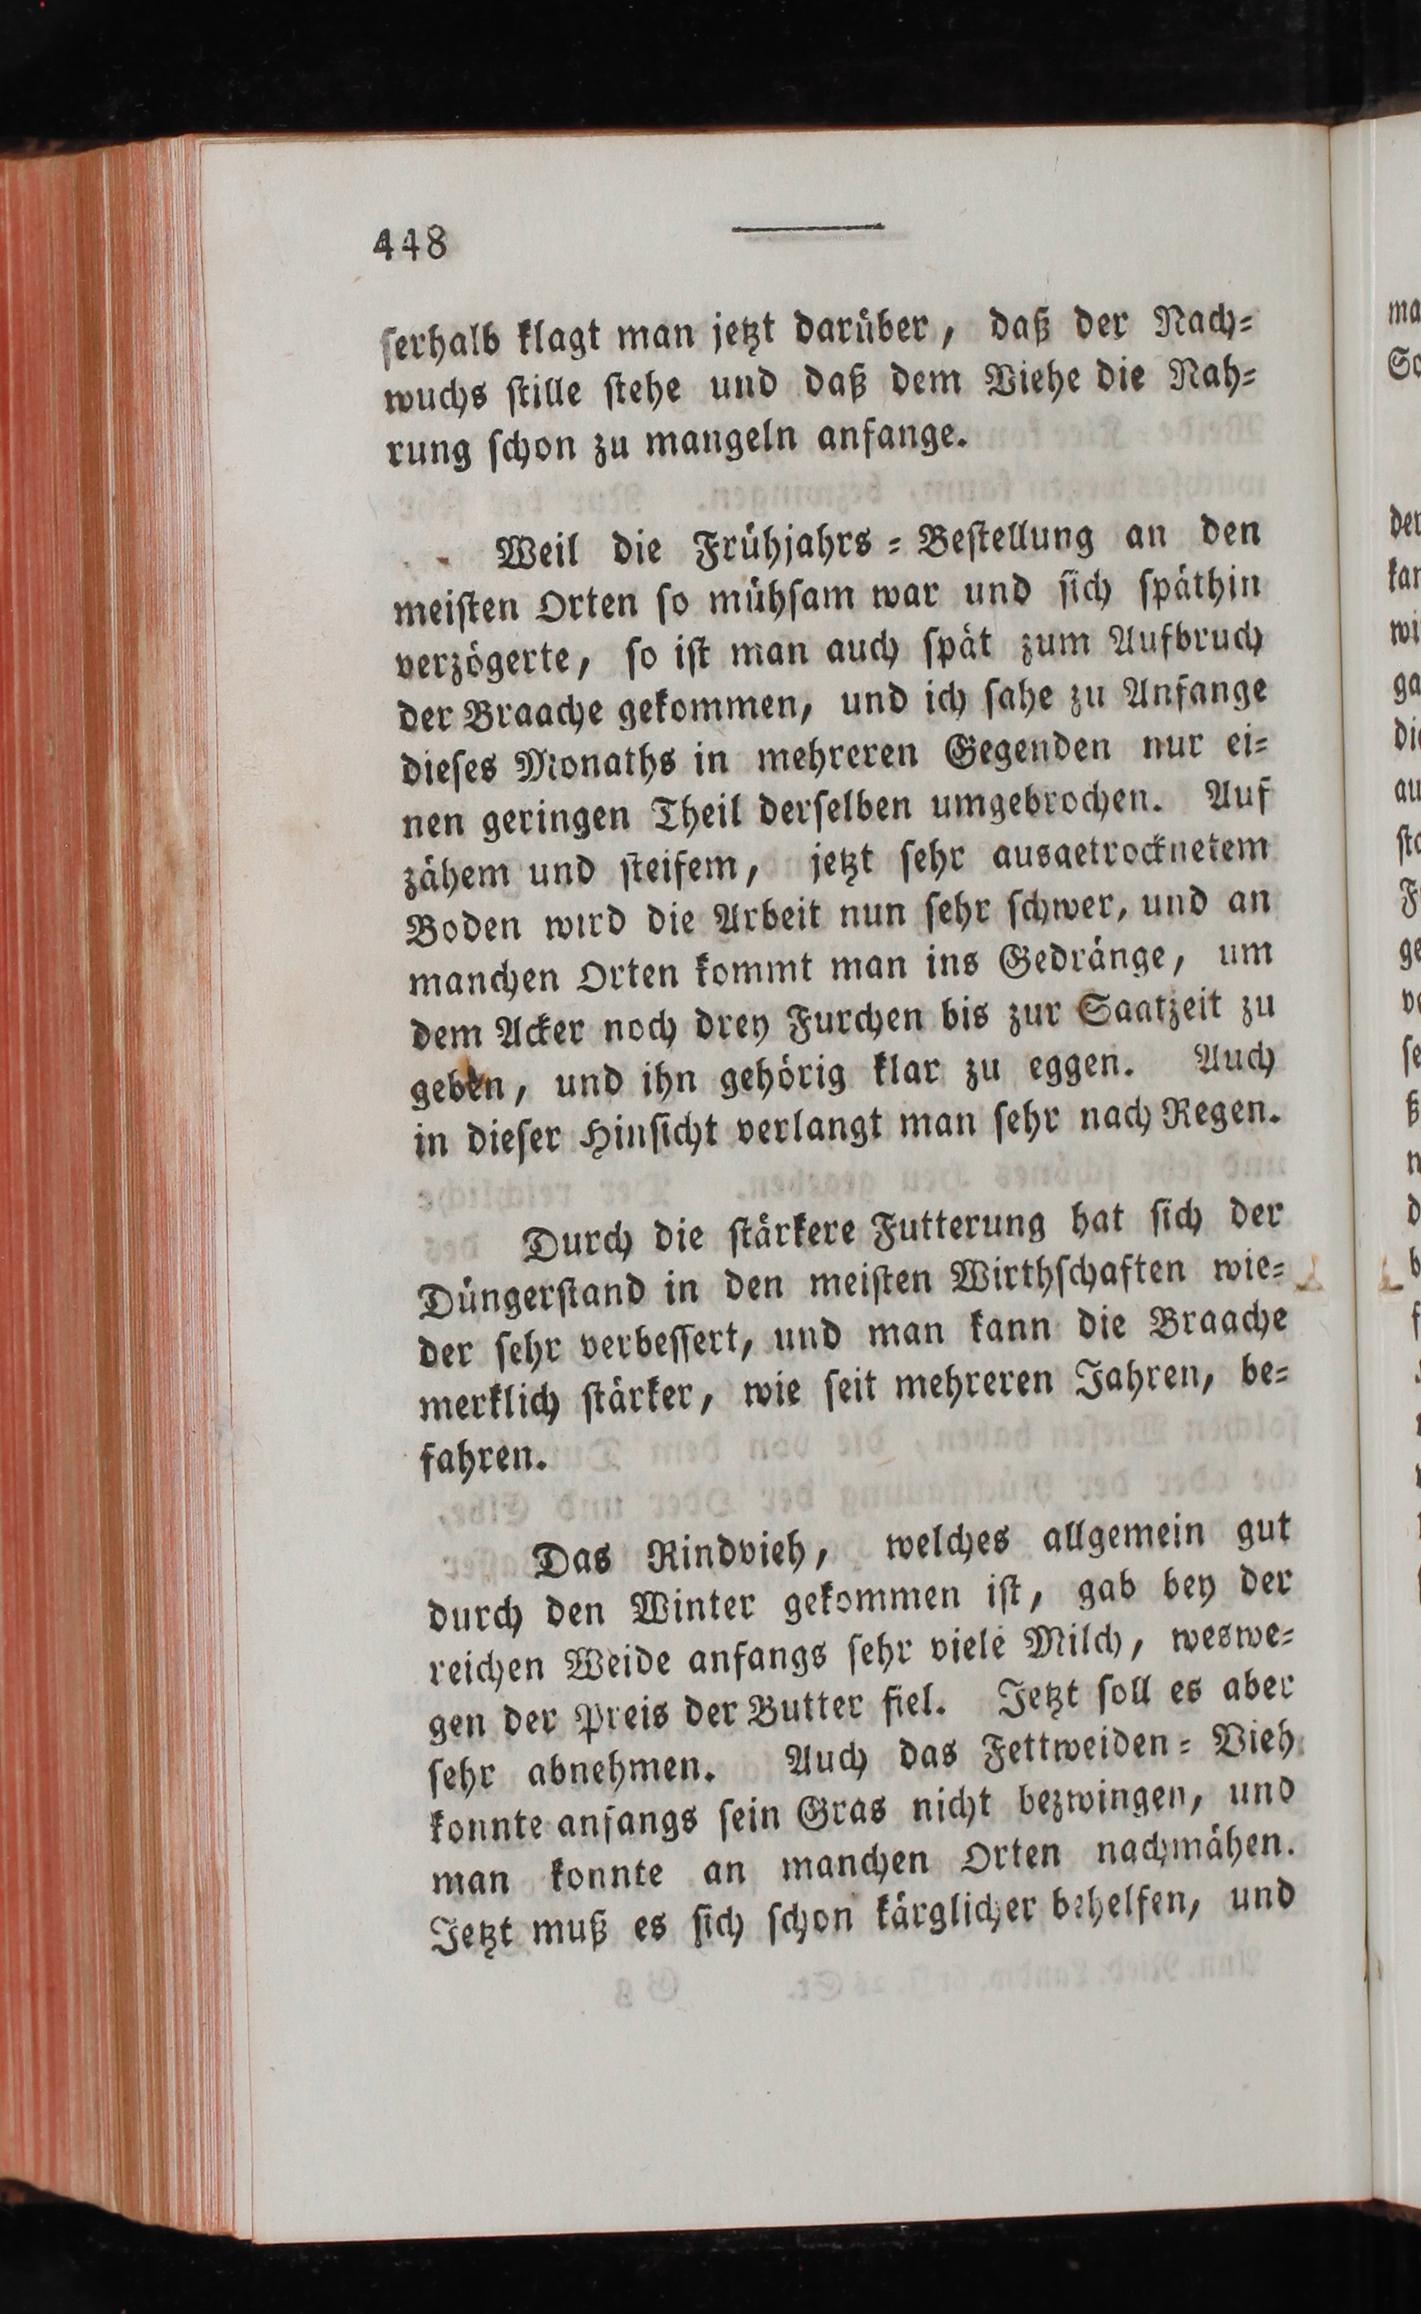 448
ſerhalb klagt man jetzt darüber, daß der Nach⸗
wuchs ſtille ſtehe und daß dem Viehe die Nah⸗
rung ſchon zu mangeln anfange.
Weil die Frühjahrs⸗Beſtellung an den
meiſten Orten ſo mühſam war und ſich ſpäthin
verzögerte, ſo iſt man auch ſpät zum Aufbruch
der Braache gekommen, und ich ſahe zu Anfange
dieſes Monaths in mehreren Gegenden nur ei⸗
nen geringen Theil derſelben umgebrochen. Auf
zähem und ſteifem, jetzt ſehr ausgetrocknetem
Boden wird die Arbeit nun ſehr ſchwer, und an
manchen Orten kommt man ins Gedränge, um
dem Acker noch drey Furchen bis zur Saatzeit zu
geben, und ihn gehörig klar zu eggen. Auch
in dieſer Hinſicht verlangt man ſehr nach Regen.
Durch die ſtärkere Futterung hat ſich der
Düngerſtand in den meiſten Wirthſchaften wie⸗
der ſehr verbeſſert, und man kann die Braache
merklich ſtärker, wie ſeit mehreren Jahren, be⸗
fahren.
Das Rindvieh, welches allgemein gut
durch den Winter gekommen iſt, gab bey der
reichen Weide anfangs ſehr viele Milch, weswe⸗
gen der Preis der Butter fiel. Jetzt ſoll es aber
ſehr abnehmen. Auch das Fettweiden⸗Vieh
konnte anfangs ſein Gras nicht bezwingen, und
man konnte an manchen Orten nachmähen.
Jetzt muß es ſich ſchon kärglicher behelfen, und